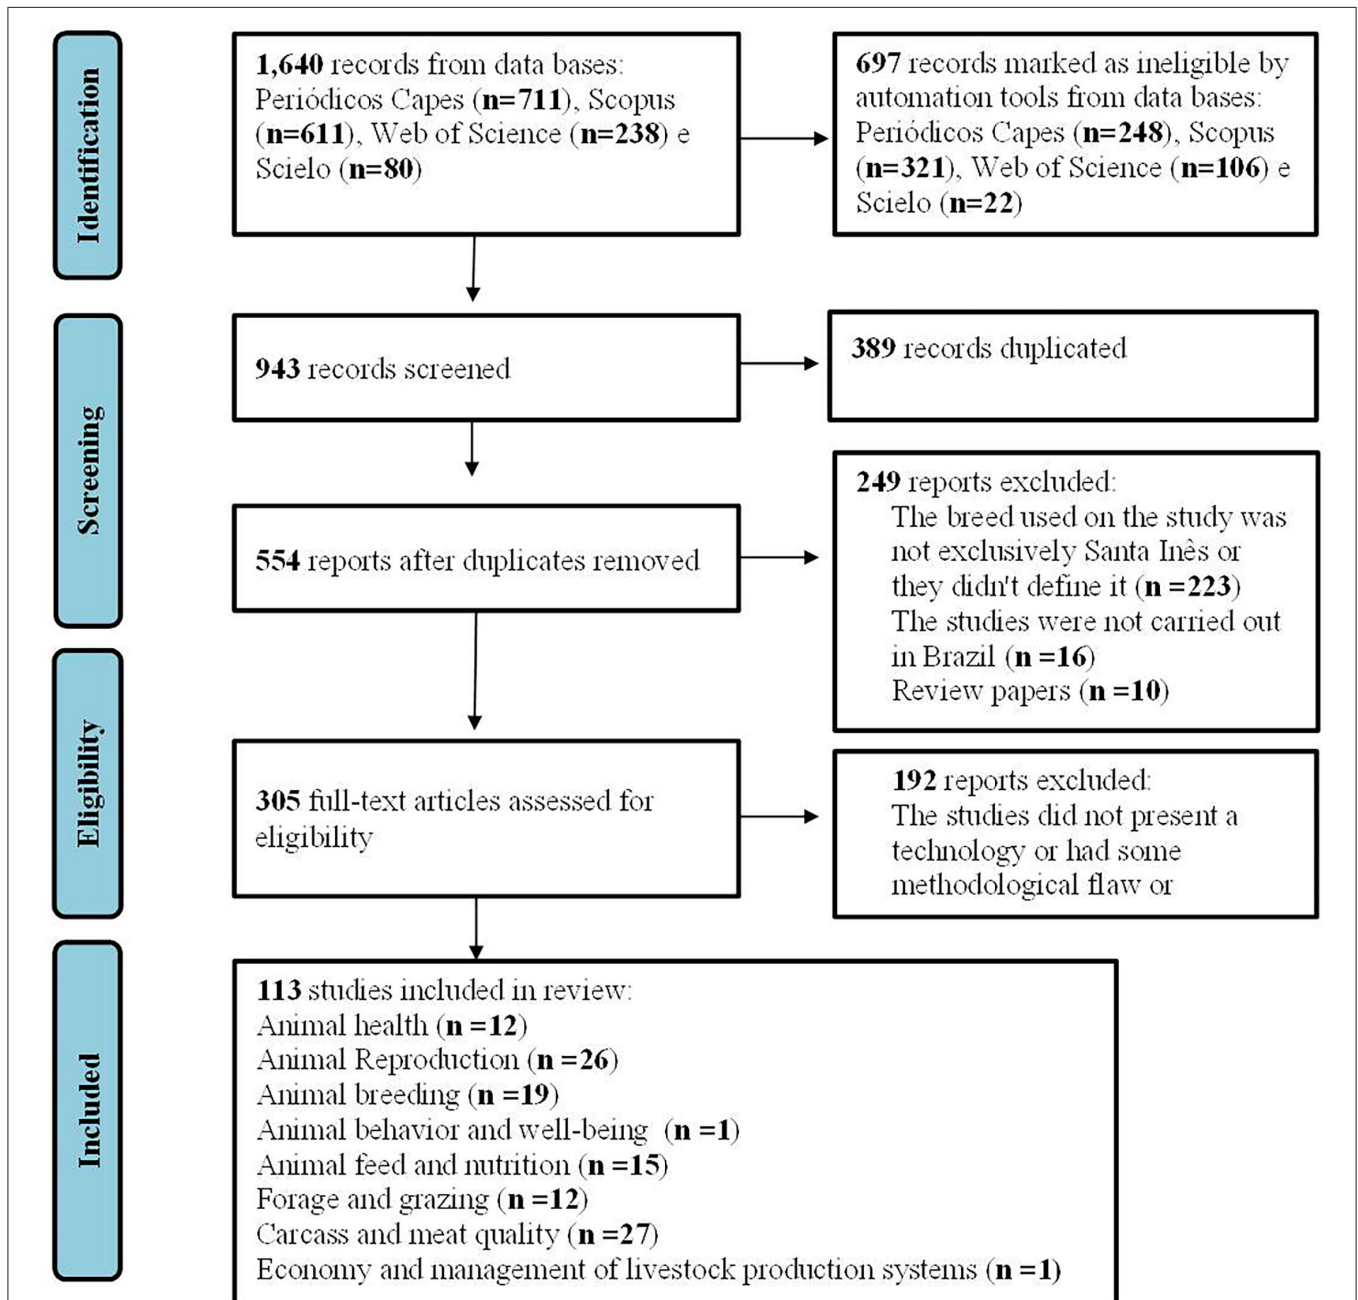 Identification
1,640 records from data bases:
Periódicos Capes (n=711), Scopus
(n=611), Web of Science (n=238) e
Scielo (n=80)
697 records marked as ineligible by
automation tools from data bases:
Periódicos Capes (n=248), Scopus
(n=321), Web of Science (n=106) e
Scielo (n=22)
Screening
943 records screened
389 records duplicated
554 reports after duplicates removed
249 reports excluded:
The breed used on the study was
not exclusively Santa Inês or
they didn't define it (n =223)
The studies were not carried out
in Brazil (n =16)
Review papers (n =10)
Eligibility
305 full-text articles assessed for
eligibility
192 reports excluded:
The studies did not present a
technology or had some
methodological flaw or
Included
113 studies included in review:
Animal health (n =12)
Animal Reproduction (n =26)
Animal breeding (n =19)
Animal behavior and well-being (n =1)
Animal feed and nutrition (n =15)
Forage and grazing (n =12)
Carcass and meat quality (n =27)
Economy and management of livestock production systems (n =1)